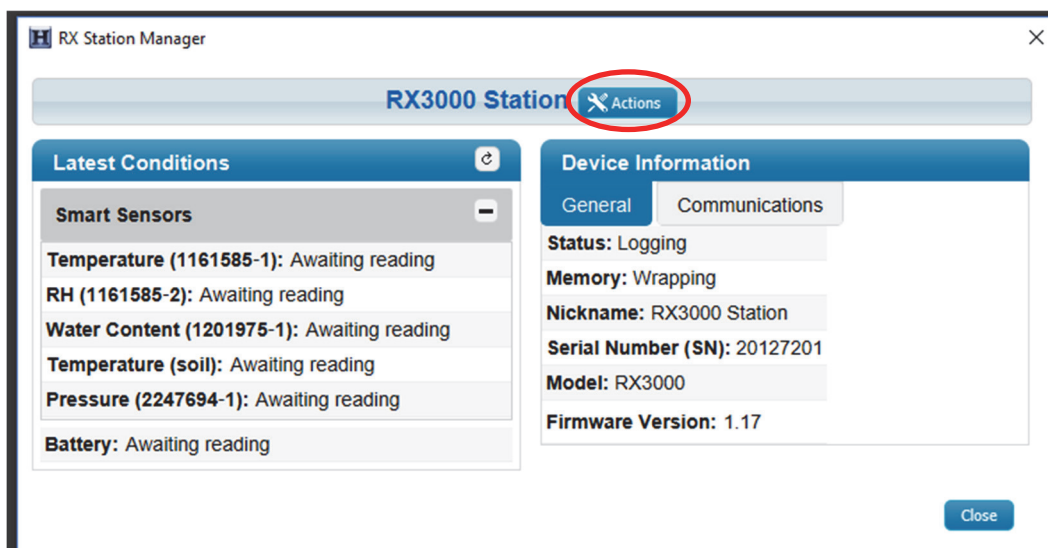 RX Station Manager
RX3000 Station Actions
Latest Conditions
Smart Sensors
Temperature (1161585-1): Awaiting reading
RH (1161585-2): Awaiting reading
Water Content (1201975-1): Awaiting reading
Temperature (soil): Awaiting reading
Pressure (2247694-1): Awaiting reading
Battery: Awaiting reading
Device Information
General Communications
Status: Logging
Memory: Wrapping
Nickname: RX3000 Station
Serial Number (SN): 20127201
Model: RX3000
Firmware Version: 1.17
Close